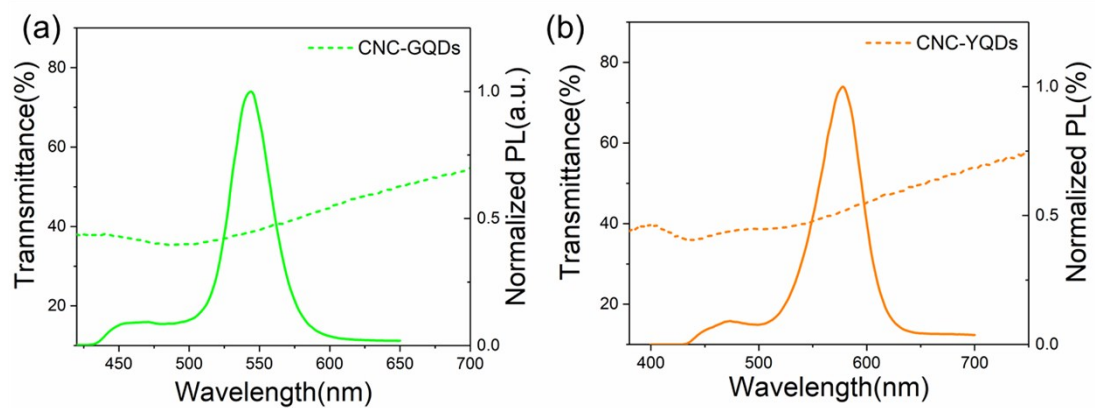 (a)
CNC-GQDs
Trannsmittance(%)
80
60
40
20
Normalized PL(a.u.)
1.0
0.5
0.0
450 500 550 600 650 700
Wavelength(nm)
(b)
CNC-YQDs
Transmittance(%)
80
60
40
20
Normalized PL(%)
1.0
0.5
0.0
400 500 600 700
Wavelength(nm)